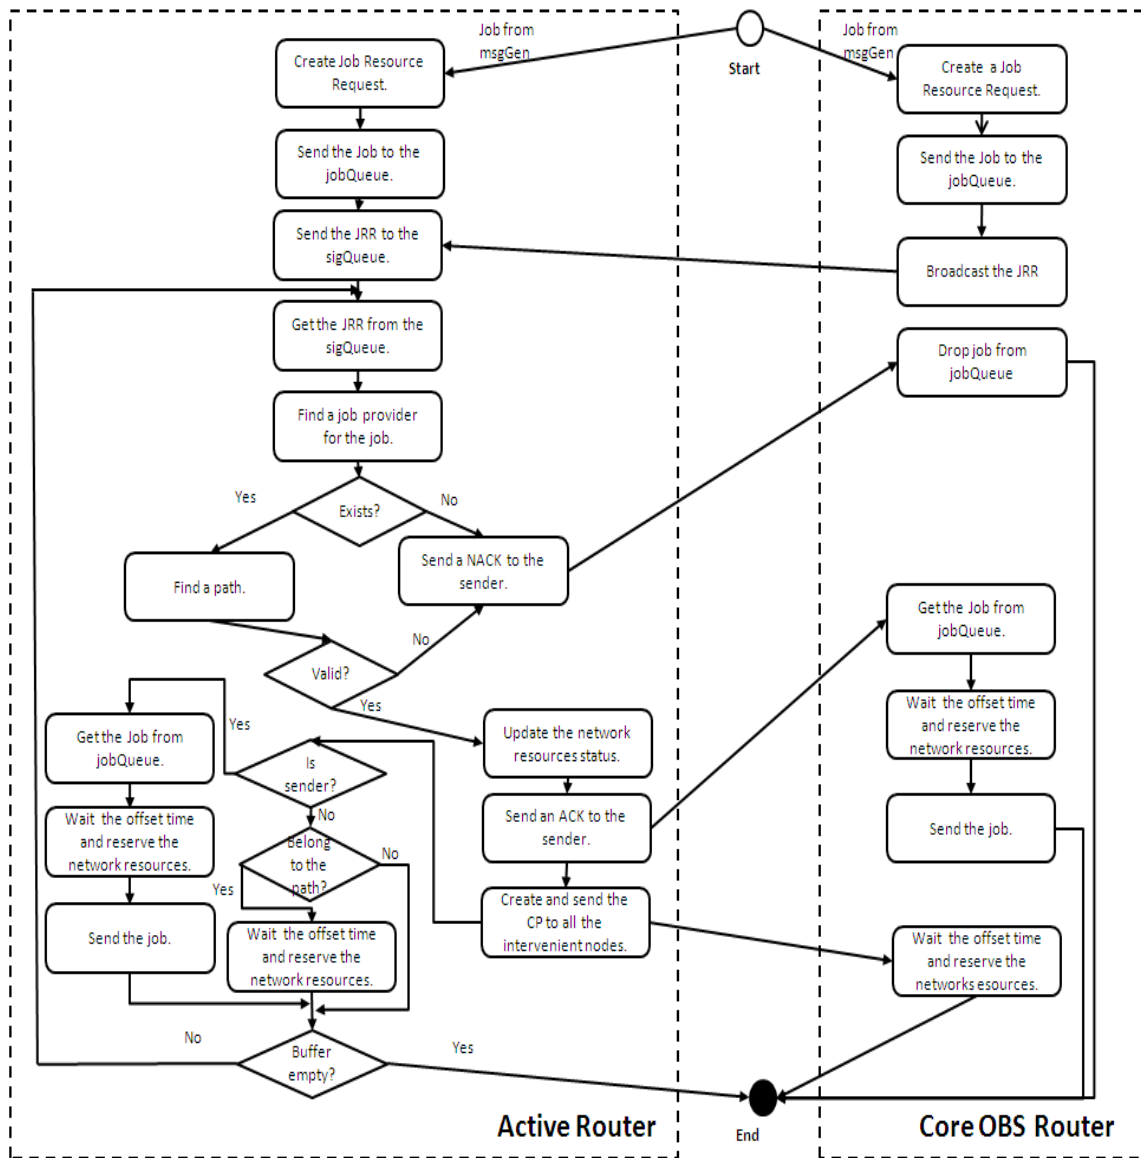 Job from
msgGen
Start
Job from
msgGen
Create Job Resource
Request.
Create a Job
Resource Request.
Send the Job to the
jobQueue.
Send the Job to the
jobQueue.
Send the JRR to the
sigQueue.
Broadcast the JRR
Get the JRR from the
sigQueue.
Drop job from
jobQueue
Find a job provider
for the job.
Yes
No
Exists?
Find a path.
Send a NACK to the
sender.
Get the Job from
jobQueue.
No
Valid?
Yes
Yes
Get the Job from
jobQueue.
Update the network
resources status.
Wait the offset time
and reserve the
network resources.
Is
sender?
No
Wait the offset time
and reserve the
network resources.
Send an ACK to the
sender.
Send the job.
Belong
to the
path?
No
Yes
Create and send the
CP to all the
intervenient nodes.
Send the job.
Wait the offset time
and reserve the
network resources.
Wait the offset time
and reserve the
networks esources.
No
Buffer
empty?
Yes
End
Active Router
Core OBS Router